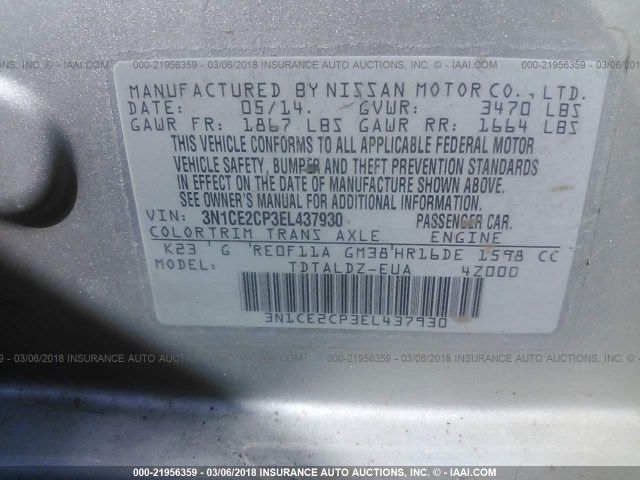 000-21956359 - 03/06/2018 INSURANCE AUTO AUCTIONS, INC. - © - IAAI.COM
MANUFACTURED BY NISSAN MOTOR CO., LTD.
DATE: 05/14. GVWR: 3470 LBS
GAWR FR: 1867 LBS GAWR RR: 1664 LBS
THIS VEHICLE CONFORMS TO ALL APPLICABLE FEDERAL MOTOR
VEHICLE SAFETY, BUMPER AND THEFT PREVENTION STANDARDS
IN EFFECT ON THE DATE OF MANUFACTURE SHOWN ABOVE.
SEE OWNER'S MANUAL FOR ADDITIONAL INFORMATION.
VIN: 3N1CE2CP3EL437930 PASSENGER CAR.
COLOR TRIM TRANS AXLE ENGINE
K23 G RE0F11A GM38 HR16DE 1598 CC
MODEL: TDTALDZ-EUA 4Z000
3N1CE2CP3EL437930
000-21956359 - 03/06/2018 INSURANCE AUTO AUCTIONS, INC. - © - IAAI.COM
000-21956359 - 03/06/2018 INSURANCE AUTO AUCTIONS, INC. - © - IAAI.COM